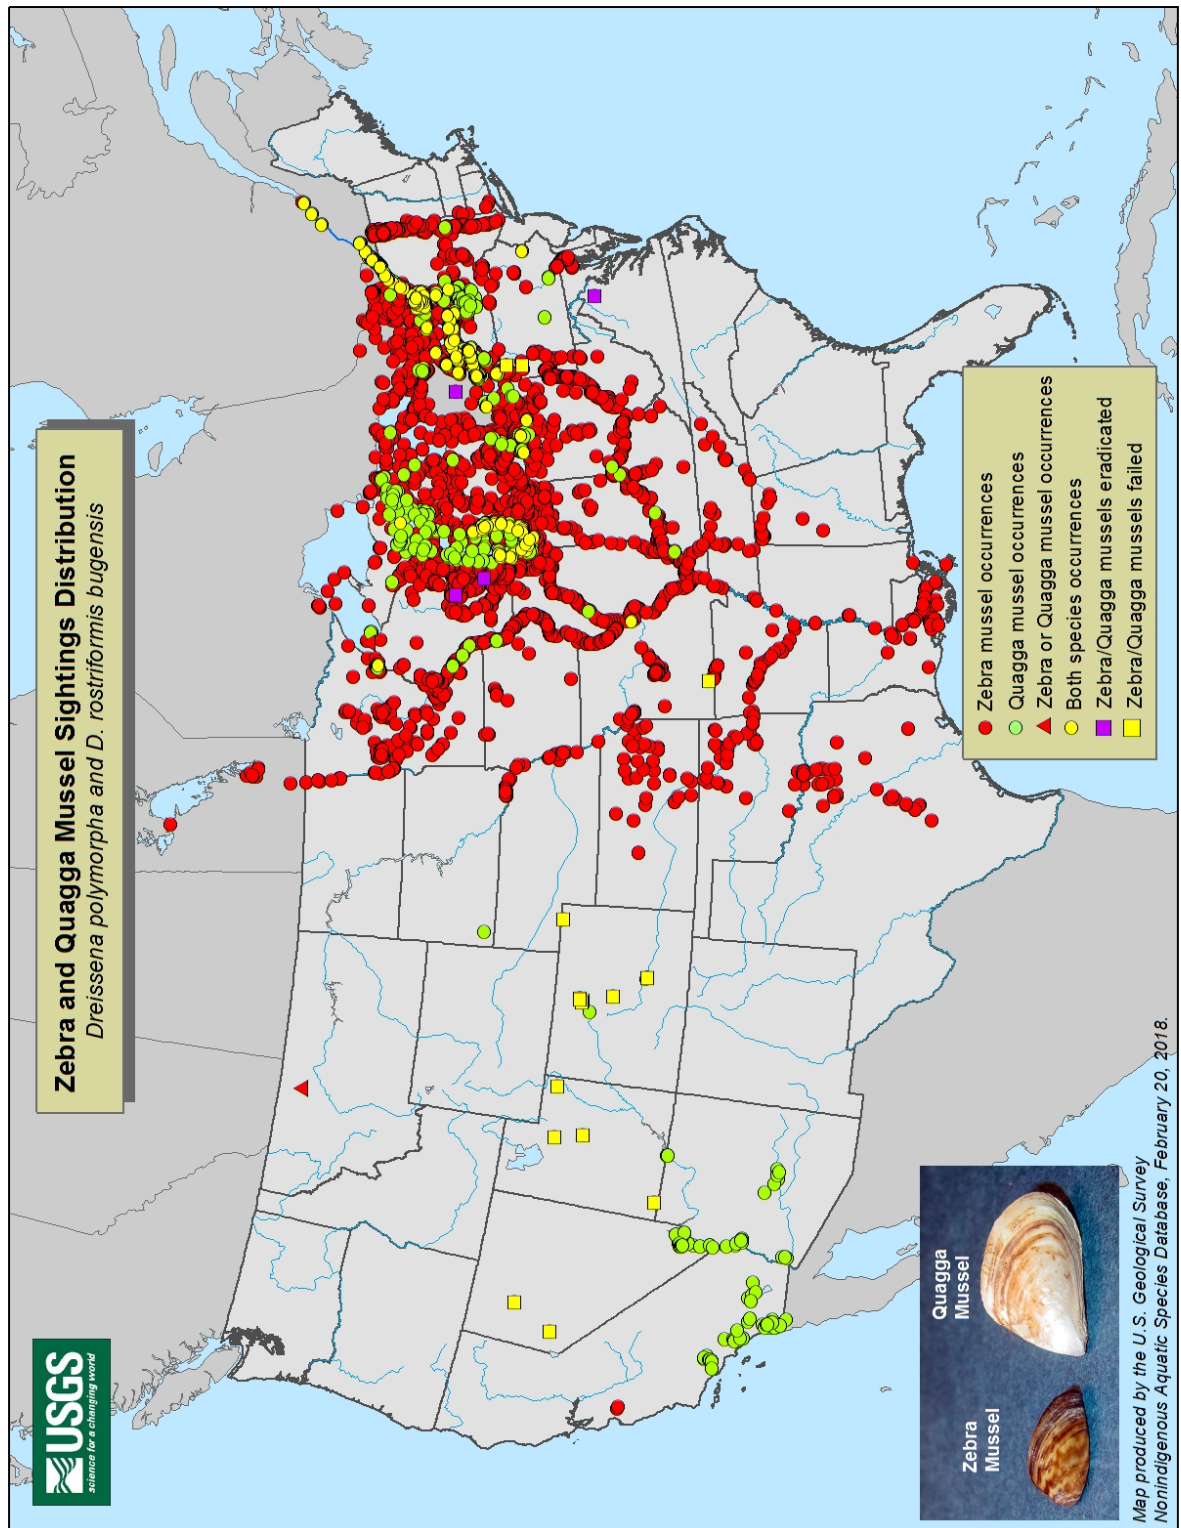 Zebra and Quagga Mussel Sightings Distribution
Dreissena polymorpha and D. rostriformis bugensis
USGS
science for a changing world
Zebra mussel occurrences
Quagga mussel occurrences
Zebra or Quagga mussel occurrences
Both species occurrences
Zebra/Quagga mussels eradicated
Zebra/Quagga mussels failed
Zebra
Mussel
Quagga
Mussel
Map produced by the U.S. Geological Survey
Nonindigenous Aquatic Species Database, February 20, 2018.